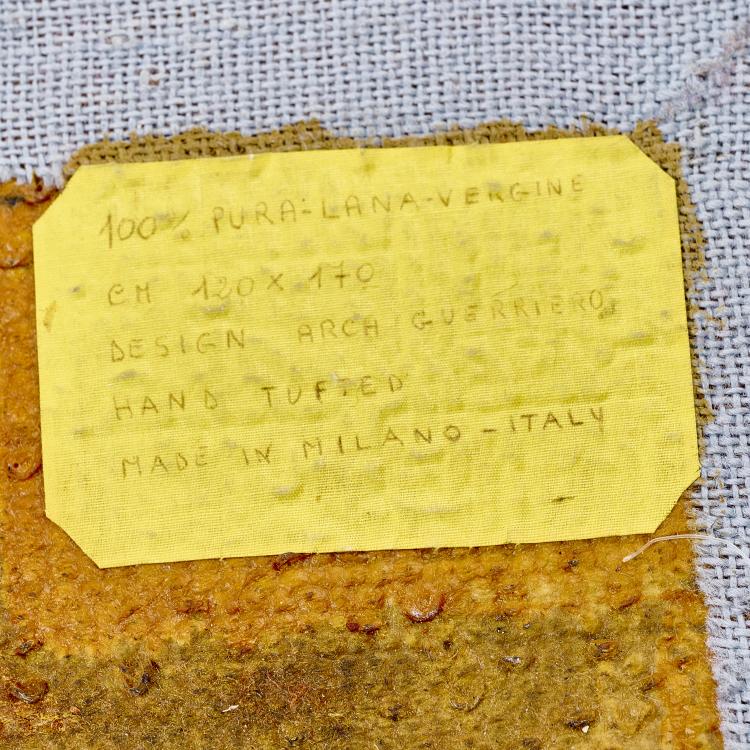 100% PURA-LANA-VERGINE
CM 120 X 170
DESIGN ARCH GUERRIERO
HAND TUFTED
MADE IN MILANO - ITALY